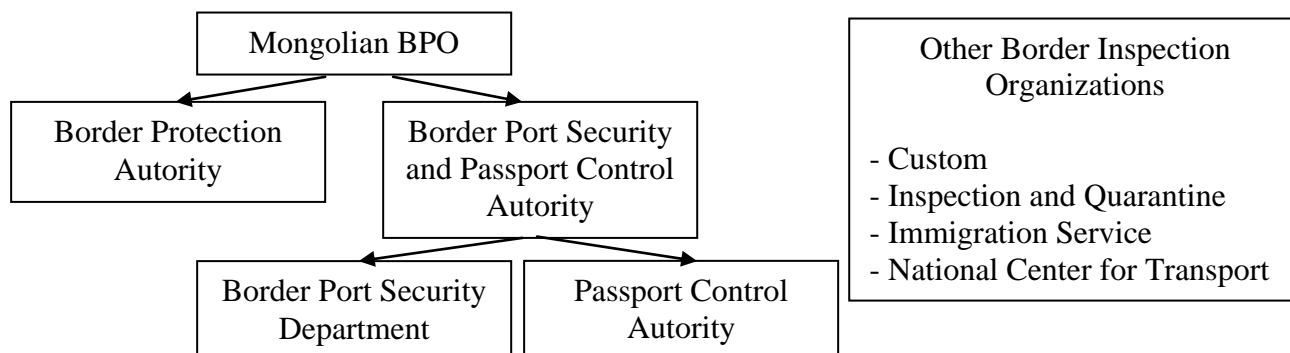 Mongolian BPO
Border Protection
Autority
Border Port Security
and Passport Control
Autority
Border Port Security
Department
Passport Control
Autority
Other Border Inspection
Organizations
- Custom
- Inspection and Quarantine
- Immigration Service
- National Center for Transport